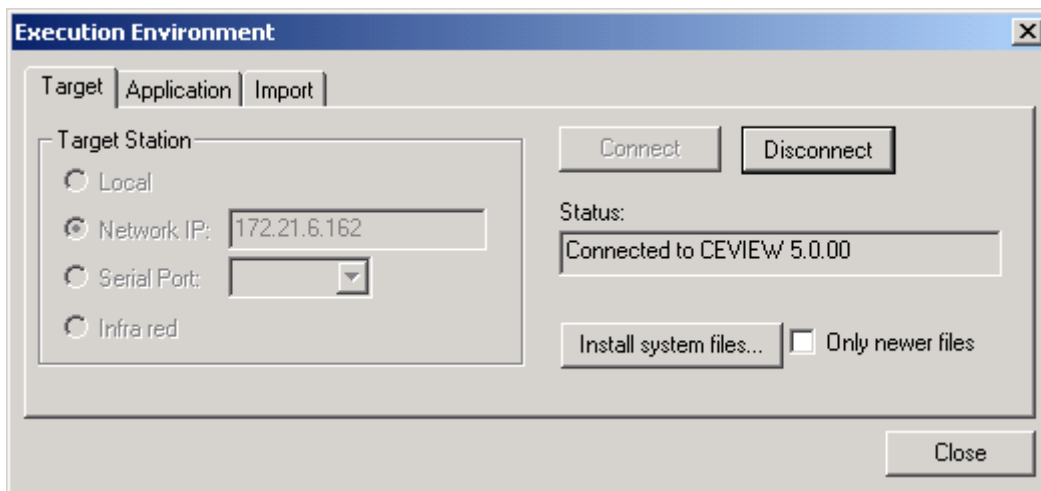 Execution Environment
Target Application Import
Target Station
Local
Network IP: 172.21.6.162
Serial Port:
Infra red
Connect Disconnect
Status:
Connected to CEVIEW 5.0.00
Install system files... Only newer files
Close